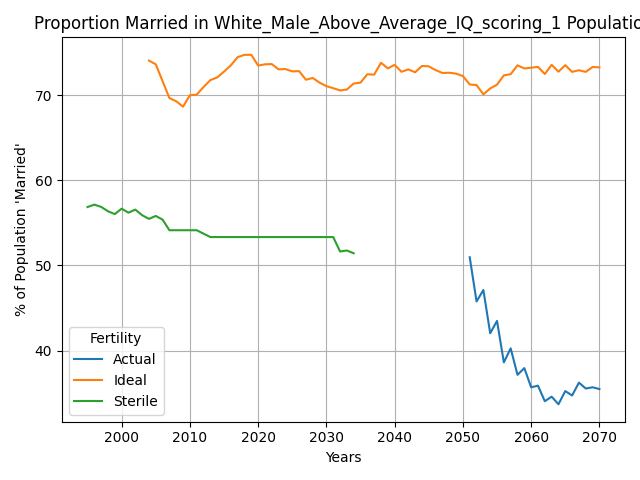 Proportion Married in White_Male_Above_Average_IQ_scoring_1 Populatio
% of Population 'Married'
70
60
50
40
Fertility
Actual
Ideal
Sterile
2000 2010 2020 2030 2040 2050 2060 2070
Years